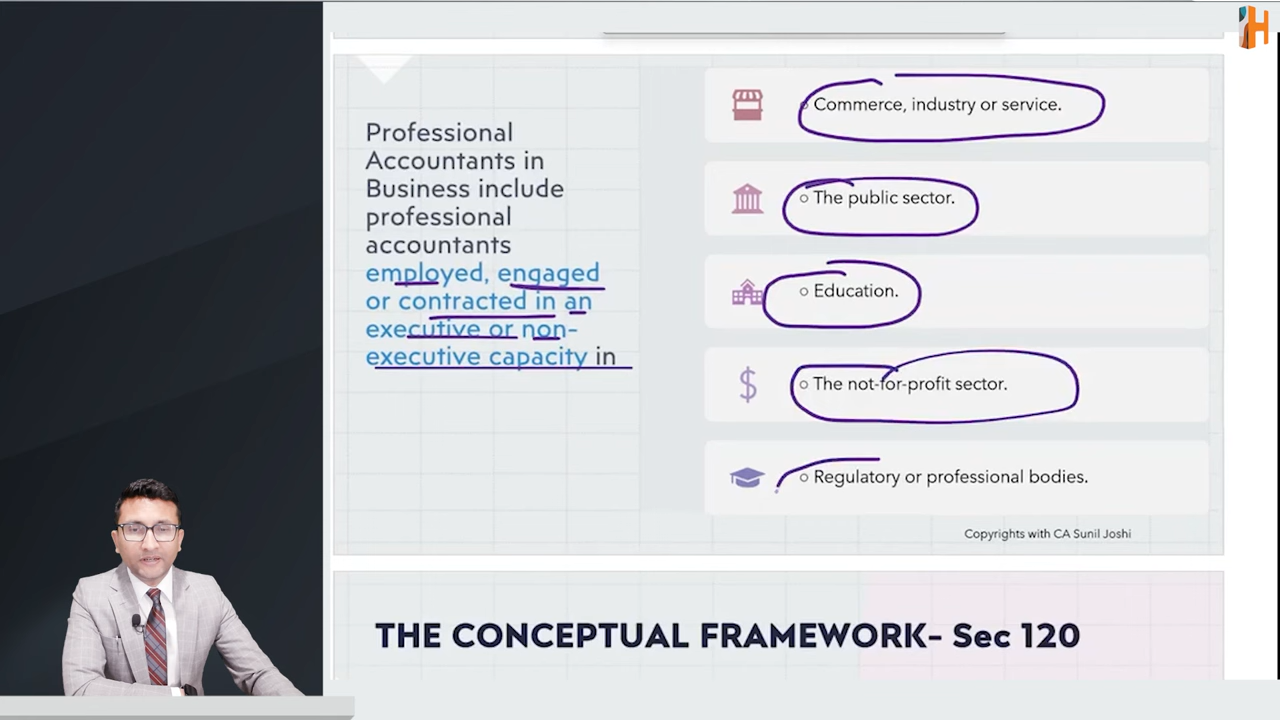 H
Professional
Accountants in
Business include
professional
accountants
employed, engaged
or contracted in an
executive or non-
executive capacity in
Commerce, industry or service.
The public sector.
Education.
The not-for-profit sector.
Regulatory or professional bodies.
Copyrights with CA Sunil Joshi
THE CONCEPTUAL FRAMEWORK- Sec 120